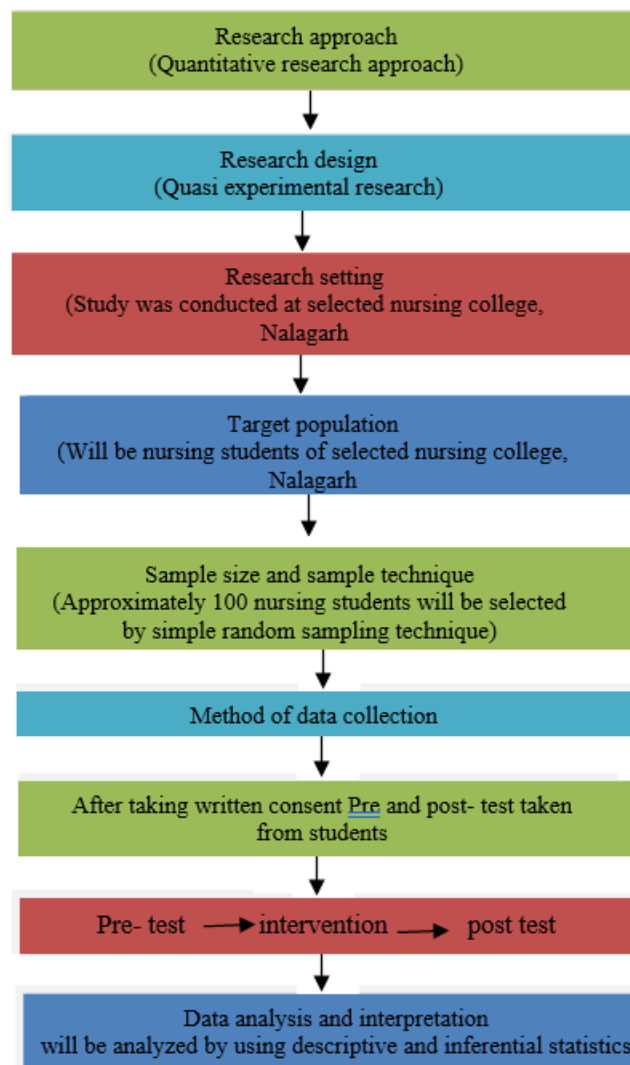 Research approach
(Quantitative research approach)
Research design
(Quasi experimental research)
Research setting
(Study was conducted at selected nursing college,
Nalagarh
Target population
(Will be nursing students of selected nursing college,
Nalagarh
Sample size and sample technique
(Approximately 100 nursing students will be selected
by simple random sampling technique)
Method of data collection
After taking written consent Pre and post- test taken
from students
Pre- test intervention post test
Data analysis and interpretation
will be analyzed by using descriptive and inferential statistics